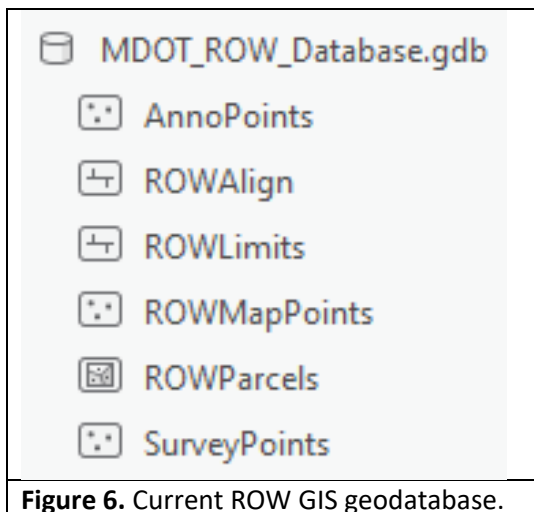 MDOT_ROW_Database.gdb
AnnoPoints
ROWAlign
ROWLimits
ROWMapPoints
ROWParcels
SurveyPoints
Figure 6. Current ROW GIS geodatabase.